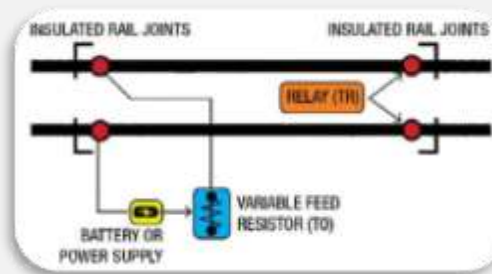 INSULATED RAIL JOINTS
INSULATED RAIL JOINTS
RELAY (TR)
VARIABLE FEED
RESISTOR (TO)
BATTERY OR
POWER SUPPLY